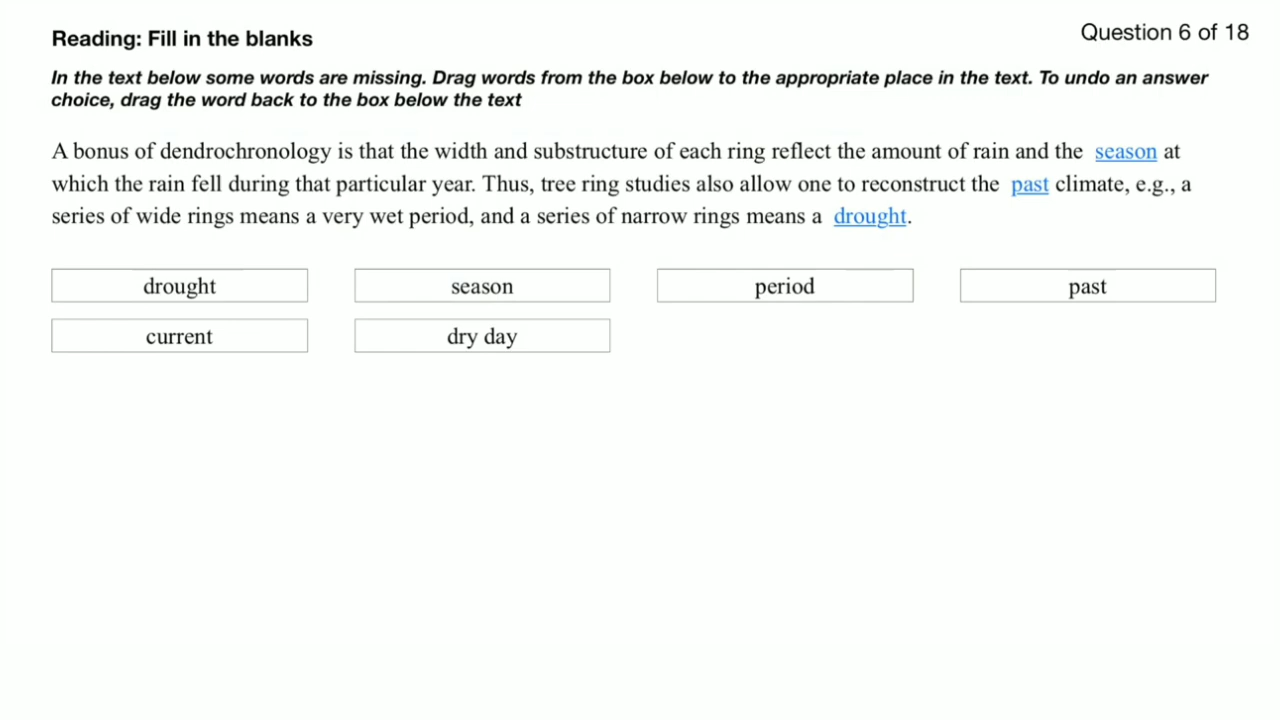 Reading: Fill in the blanks
Question 6 of 18
In the text below some words are missing. Drag words from the box below to the appropriate place in the text. To undo an answer
choice, drag the word back to the box below the text
A bonus of dendrochronology is that the width and substructure of each ring reflect the amount of rain and the season at
which the rain fell during that particular year. Thus, tree ring studies also allow one to reconstruct the past climate, e.g., a
series of wide rings means a very wet period, and a series of narrow rings means a drought.
drought season period past
current dry day